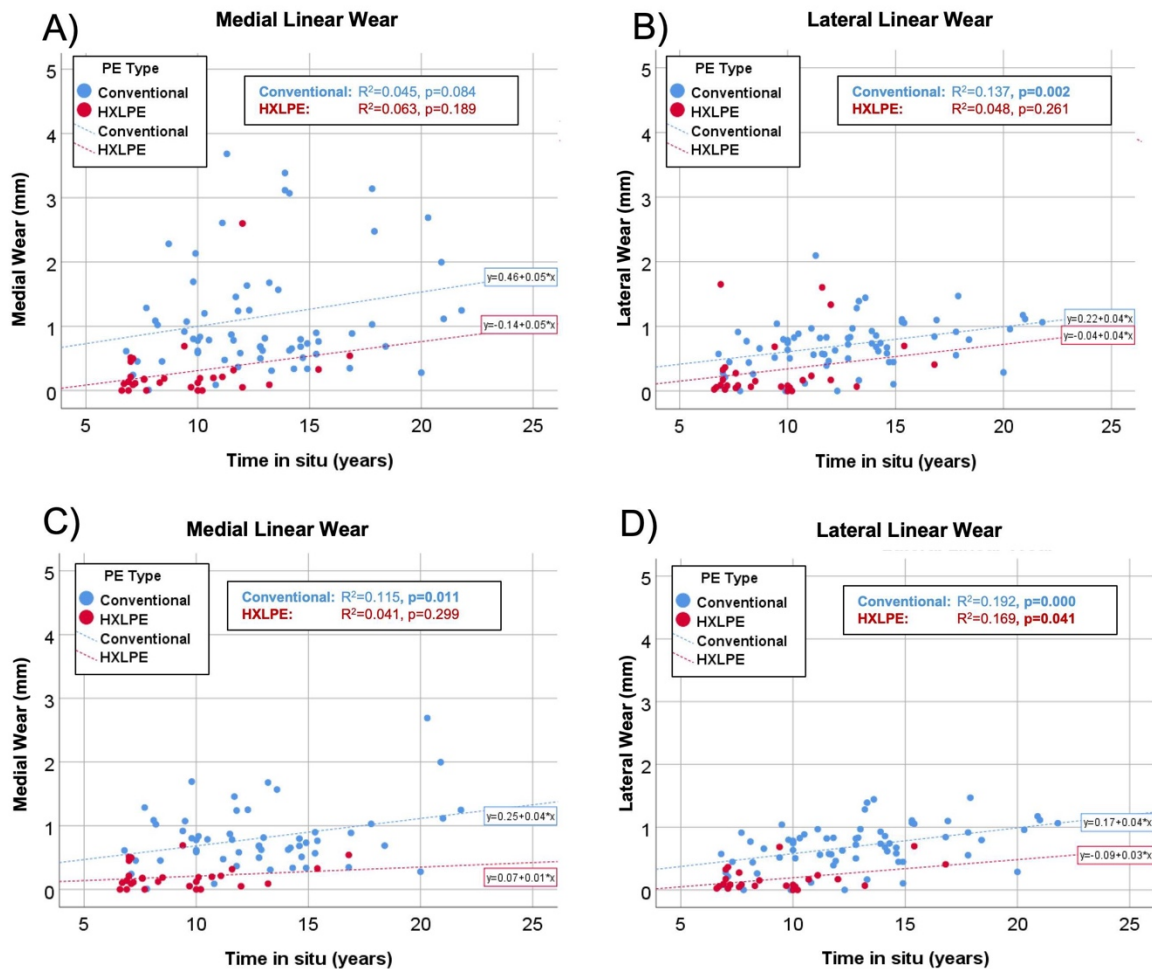 A)
Medial Linear Wear
PE Type
Conventional
HXLPE
Conventional
HXLPE
Conventional: R²=0.045, p=0.084
HXLPE: R²=0.063, p=0.189
5
4
3
2
1
0
Medial Wear (mm)
y=0.46+0.05*x
y=-0.14+0.05*x
5 10 15 20 25
Time in situ (years)
B)
Lateral Linear Wear
PE Type
Conventional
HXLPE
Conventional
HXLPE
Conventional: R²=0.137, p=0.002
HXLPE: R²=0.048, p=0.261
5
4
3
2
1
0
Lateral Wear (mm)
y=0.22+0.04*x
y=-0.04+0.04*x
5 10 15 20 25
Time in situ (years)
C)
Medial Linear Wear
PE Type
Conventional
HXLPE
Conventional
HXLPE
Conventional: R²=0.115, p=0.011
HXLPE: R²=0.041, p=0.299
5
4
3
2
1
0
Medial Wear (mm)
y=0.25+0.04*x
y=0.07+0.01*x
5 10 15 20 25
Time in situ (years)
D)
Lateral Linear Wear
PE Type
Conventional
HXLPE
Conventional
HXLPE
Conventional: R²=0.192, p=0.000
HXLPE: R²=0.169, p=0.041
5
4
3
2
1
0
Lateral Wear (mm)
y=0.17+0.04*x
y=-0.09+0.03*x
5 10 15 20 25
Time in situ (years)